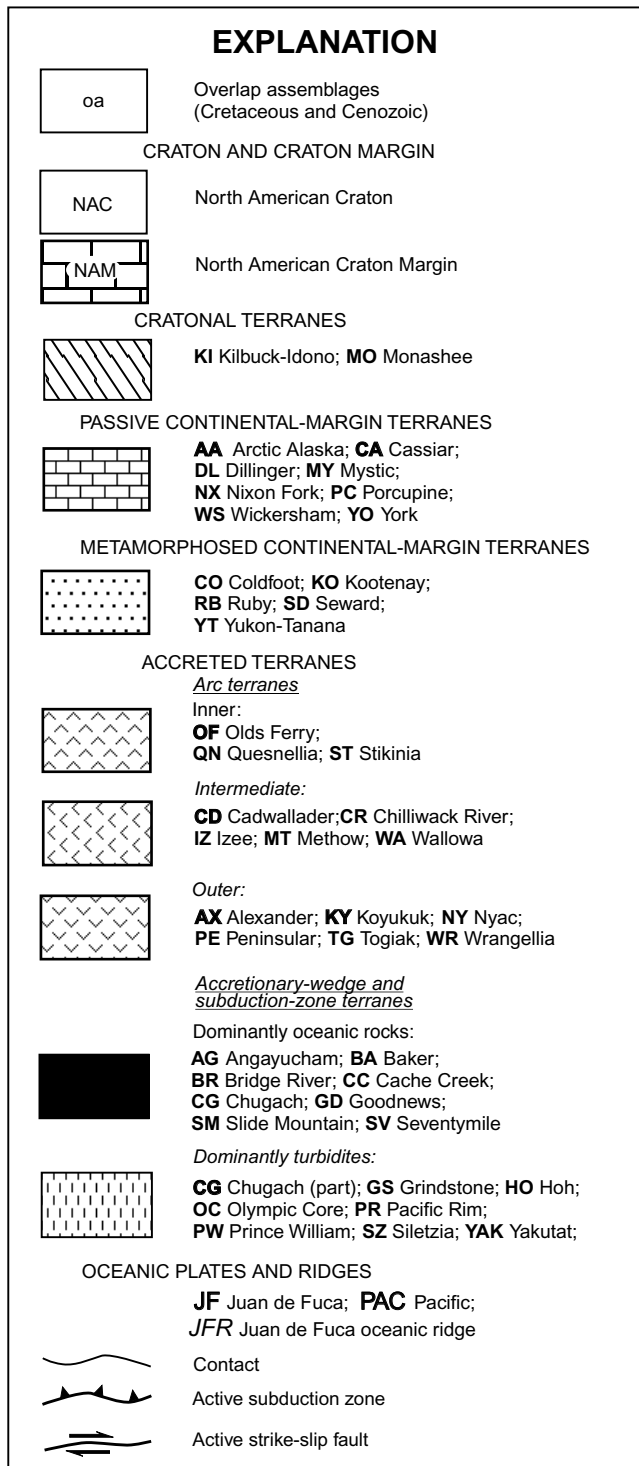 EXPLANATION
oa
Overlap assemblages
(Cretaceous and Cenozoic)
CRATON AND CRATON MARGIN
NAC
North American Craton
NAM
North American Craton Margin
CRATONAL TERRANES
KI Kilbuck-Idono; MO Monashee
PASSIVE CONTINENTAL-MARGIN TERRANES
AA Arctic Alaska; CA Cassiar;
DL Dillinger; MY Mystic;
NX Nixon Fork; PC Porcupine;
WS Wickersham; YO York
METAMORPHOSED CONTINENTAL-MARGIN TERRANES
CO Coldfoot; KO Kootenay;
RB Ruby; SD Seward;
YT Yukon-Tanana
ACCRETED TERRANES
Arc terranes
Inner:
OF Olds Ferry;
QN Quesnellia; ST Stikinia
Intermediate:
CD Cadwallader;CR Chilliwack River;
IZ Izee; MT Methow; WA Wallowa
Outer:
AX Alexander; KY Koyukuk; NY Nyac;
PE Peninsular; TG Togiak; WR Wrangellia
Accretionary-wedge and
subduction-zone terranes
Dominantly oceanic rocks:
AG Angayucham; BA Baker;
BR Bridge River; CC Cache Creek;
CG Chugach; GD Goodnews;
SM Slide Mountain; SV Seventymile
Dominantly turbidites:
CG Chugach (part); GS Grindstone; HO Hoh;
OC Olympic Core; PR Pacific Rim;
PW Prince William; SZ Siletzia; YAK Yakutat;
OCEANIC PLATES AND RIDGES
JF Juan de Fuca; PAC Pacific;
JFR Juan de Fuca oceanic ridge
Contact
Active subduction zone
Active strike-slip fault